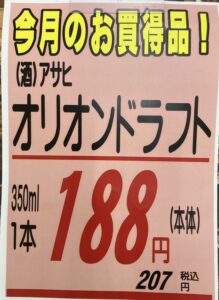 今月のお買得品！
(酒)アサヒ
オリオンドラフト
350ml
1本
188円
(本体)
207 税込
円